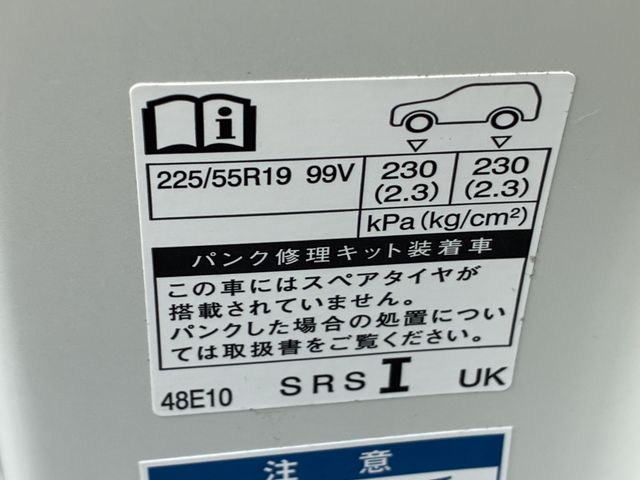 225/55R19 99V 230 230
(2.3) (2.3)
kPa(kg/cm²)
パンク修理キット装着車
この車にはスペアタイヤが
搭載されていません。
パンクした場合の処置につい
ては取扱書をご覧ください。
48E10 SRS I UK
注意